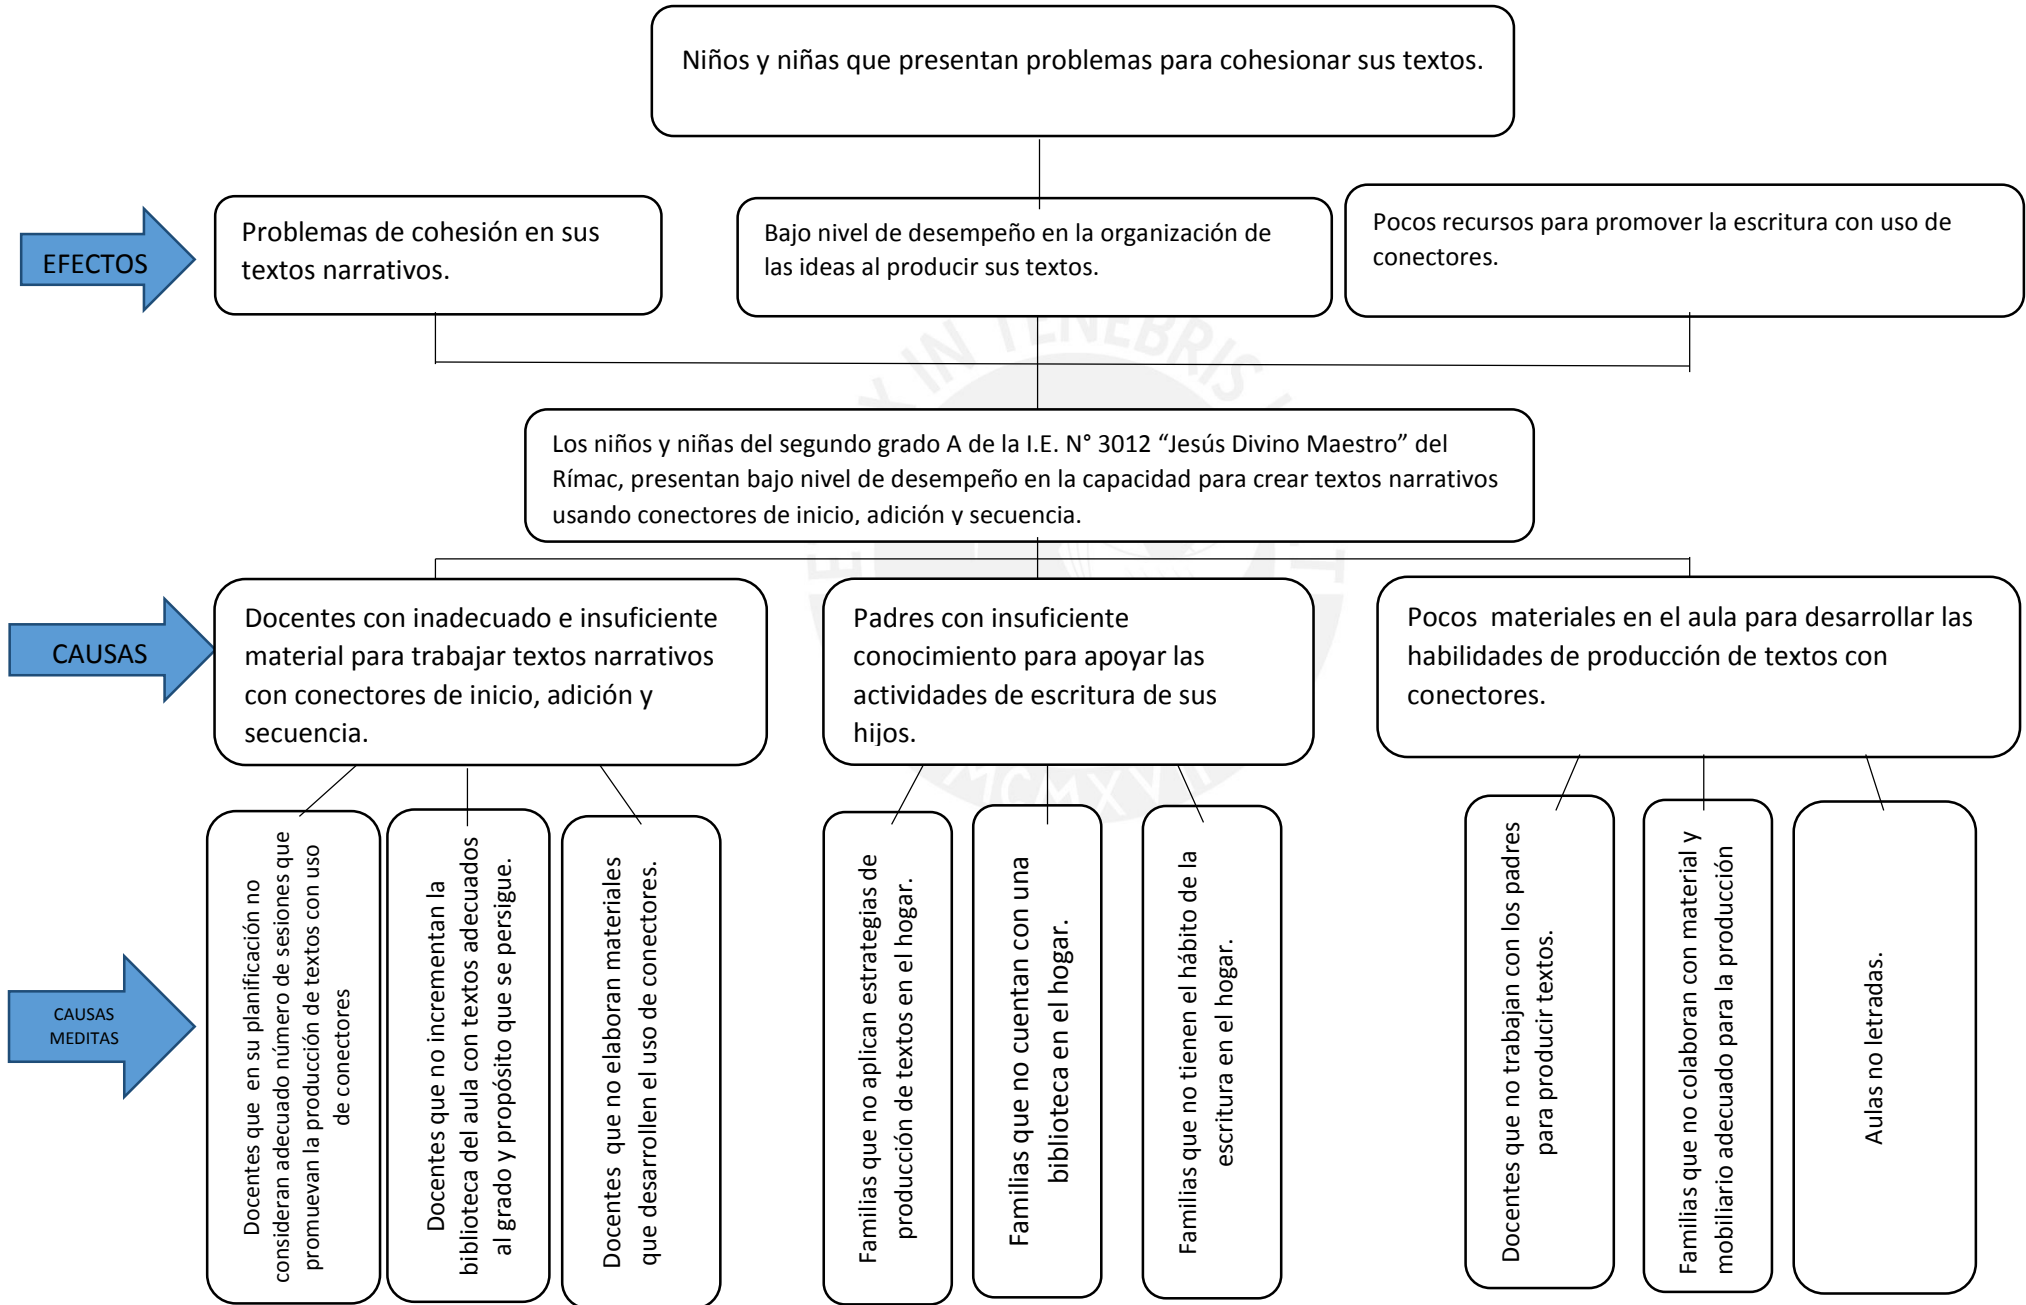 Niños y niñas que presentan problemas para cohesionar sus textos.
EFECTOS
Problemas de cohesión en sus
textos narrativos.
Bajo nivel de desempeño en la organización de
las ideas al producir sus textos.
Pocos recursos para promover la escritura con uso de
conectores.
Los niños y niñas del segundo grado A de la I.E. N° 3012 “Jesús Divino Maestro” del
Rímac, presentan bajo nivel de desempeño en la capacidad para crear textos narrativos
usando conectores de inicio, adición y secuencia.
CAUSAS
Docentes con inadecuado e insuficiente
material para trabajar textos narrativos
con conectores de inicio, adición y
secuencia.
Padres con insuficiente
conocimiento para apoyar las
actividades de escritura de sus
hijos.
Pocos  materiales en el aula para desarrollar las
habilidades de producción de textos con
conectores.
CAUSAS
MEDITAS
Docentes que  en su planificación no
consideran adecuado número de sesiones que
promuevan la producción de textos con uso
de conectores
Docentes que no incrementan la
biblioteca del aula con textos adecuados
al grado y propósito que se persigue.
Docentes  que no elaboran materiales
que desarrollen el uso de conectores.
Familias que no aplican estrategias de
producción de textos en el hogar.
Familias que no cuentan con una
biblioteca en el hogar.
Familias que no tienen el hábito de la
escritura en el hogar.
Docentes que no trabajan con los padres
para producir textos.
Familias que no colaboran con material y
mobiliario adecuado para la producción
Aulas no letradas.
IN TENEBRIS
MCMXVII